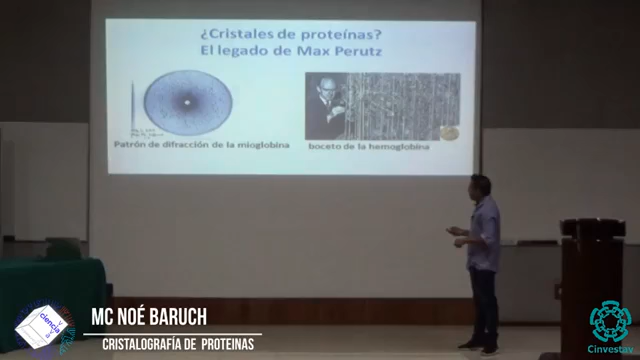 ¿Cristales de proteínas?
El legado de Max Perutz
Patrón de difracción de la mioglobina
boceto de la hemoglobina
MC NOÉ BARUCH
CRISTALOGRAFÍA DE PROTEINAS
ciencia
Cinvestav